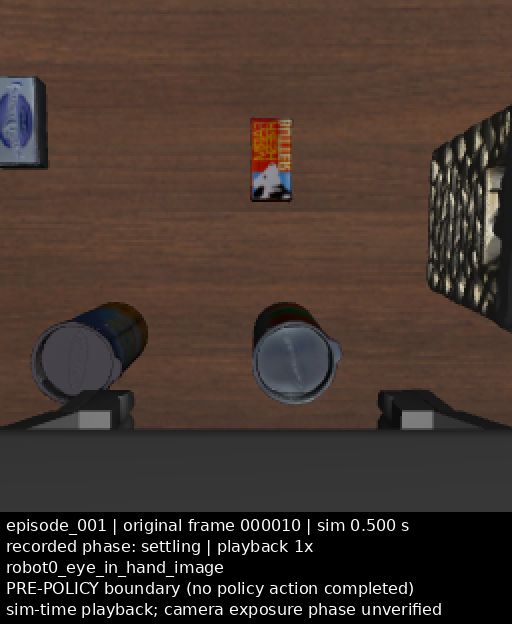 BUTTER
episode_001 | original frame 000010 | sim 0.500 s
recorded phase: settling | playback 1x
robot0_eye_in_hand_image
PRE-POLICY boundary (no policy action completed)
sim-time playback; camera exposure phase unverified